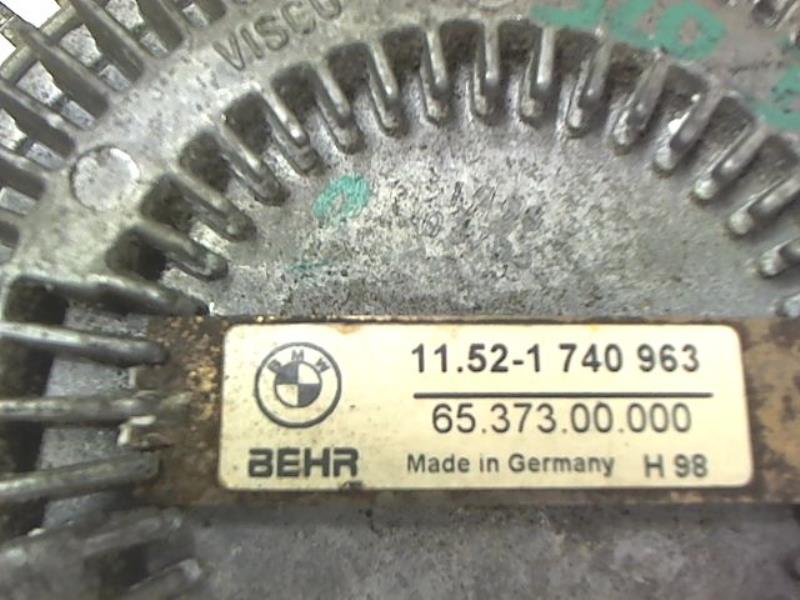 VISCO
BMW
11.52-1 740 963
65.373.00.000
BEHR
Made in Germany H 98